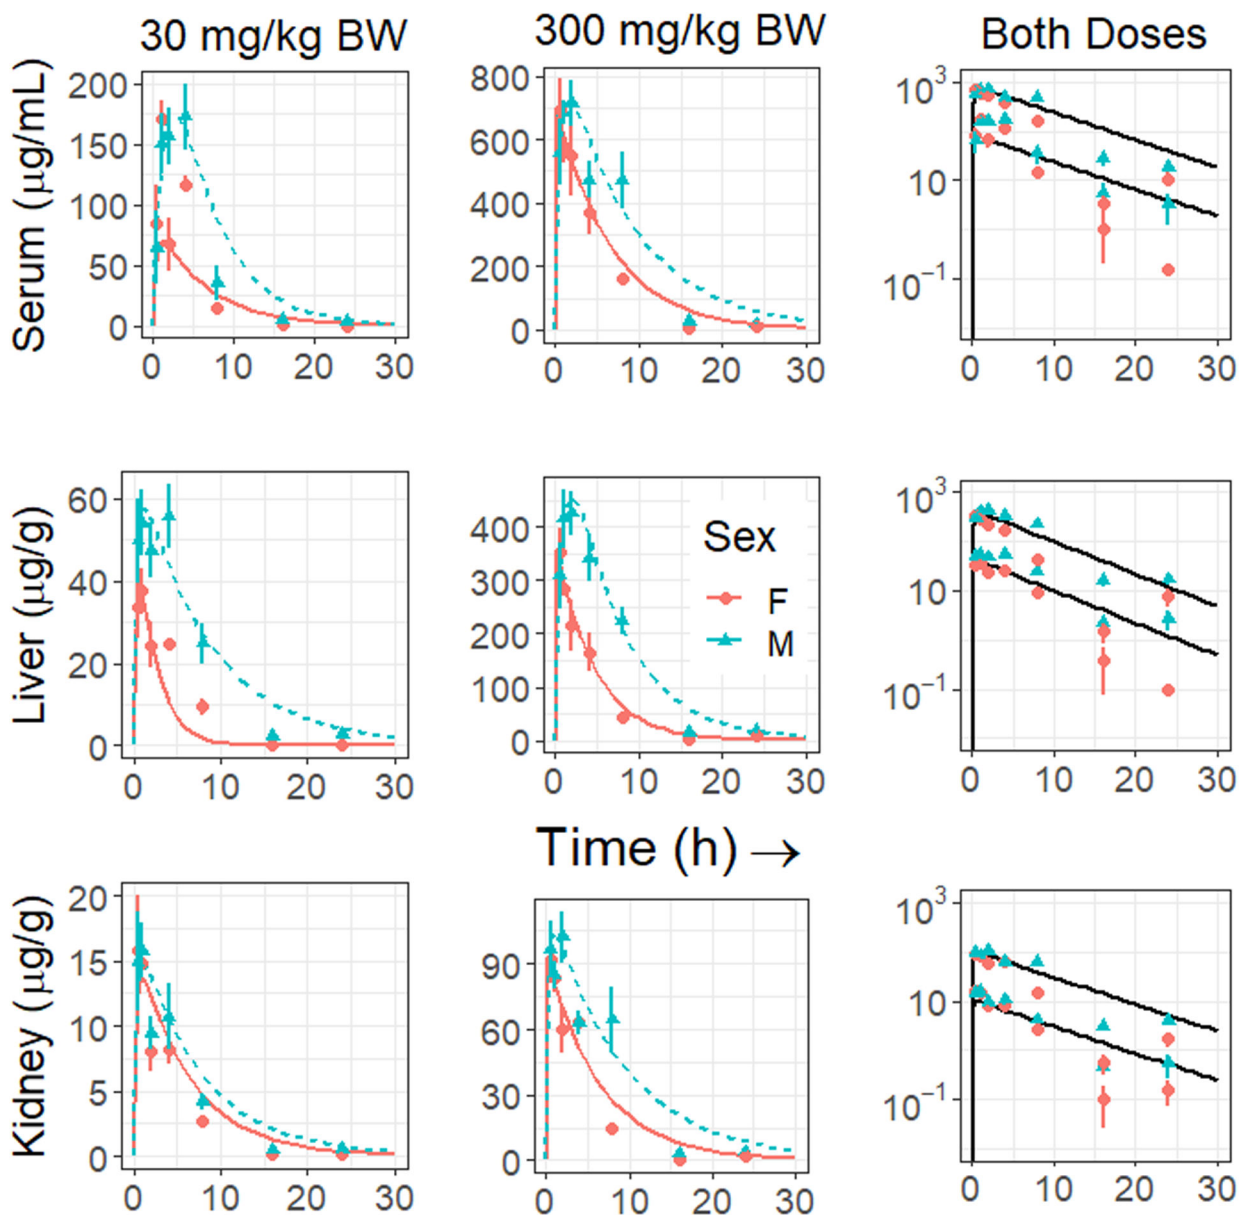 30 mg/kg BW
300 mg/kg BW
Both Doses
Serum (µg/mL)
200
150
100
50
0
0 10 20 30
800
600
400
200
0
0 10 20 30
10³
10
10⁻¹
0 10 20 30
Liver (µg/g)
60
40
20
0
0 10 20 30
400
300
200
100
0
Sex
F
M
0 10 20 30
10³
10
10⁻¹
0 10 20 30
Time (h) →
Kidney (µg/g)
20
15
10
5
0
0 10 20 30
90
60
30
0
0 10 20 30
10³
10
10⁻¹
0 10 20 30